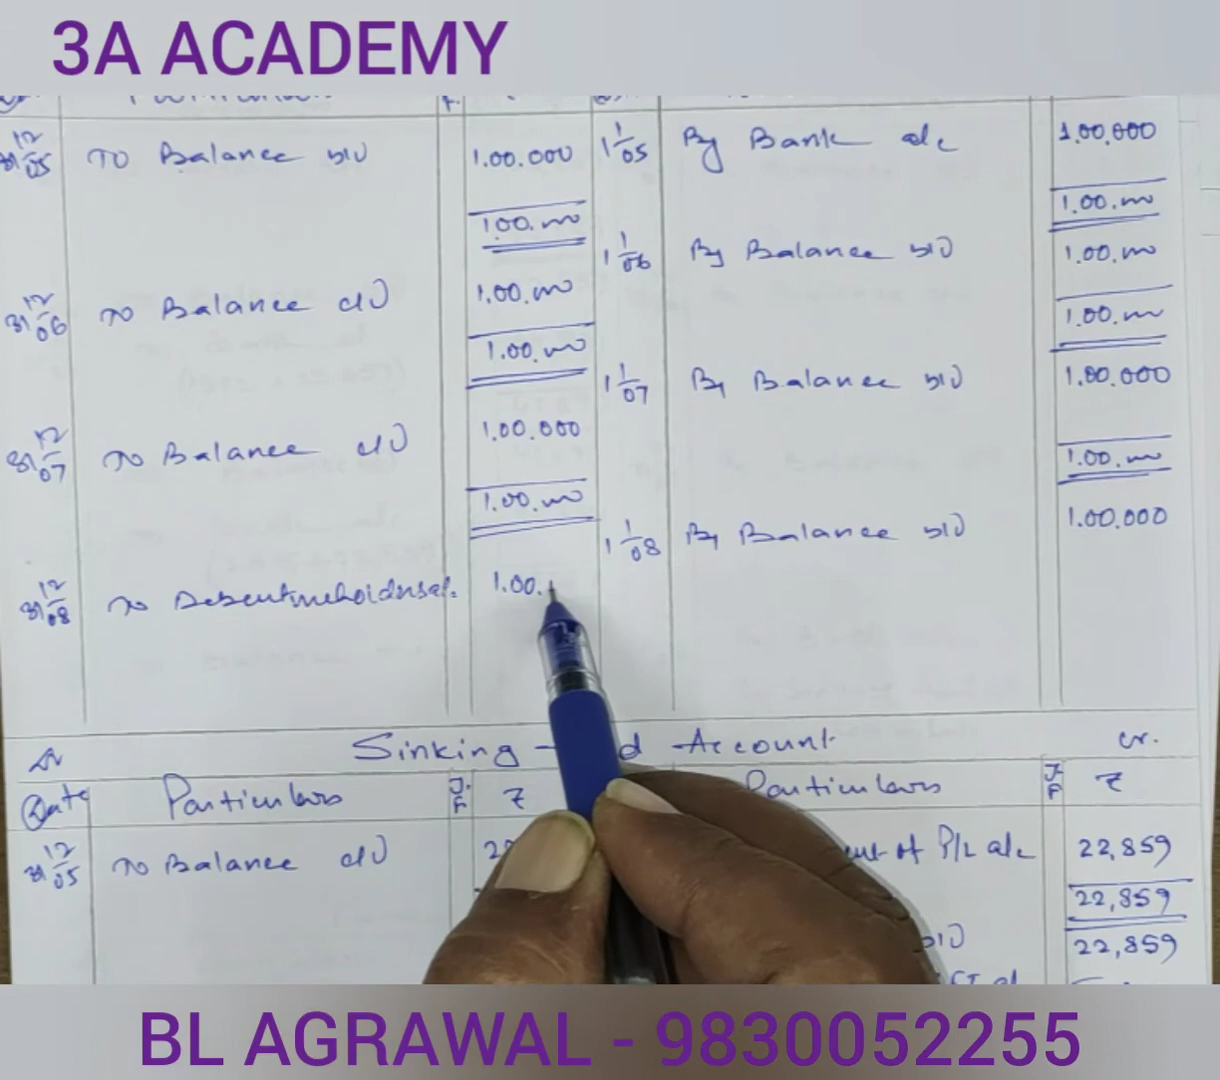 3A ACADEMY
31 12/05 To Balance b/d 1.00.000 1 1/05 By Bank a/c 1.00.000
1.00.000 1.00.000
1 1/06 By Balance b/d 1.00.000
31 12/06 To Balance c/d 1.00.000
1.00.000 1.00.000
1 1/07 By Balance b/d 1.00.000
31 12/07 To Balance c/d 1.00.000
1.00.000 1.00.000
1 1/08 By Balance b/d 1.00.000
31 12/08 To Debentureholders a/c. 1.00.
Dr Sinking d Account cr.
Date Particulars J.F ₹ Particulars J.F ₹
31 12/05 To Balance c/d 22 of P/L a/c 22,859
22,859
b/d 22,859
BL AGRAWAL - 9830052255